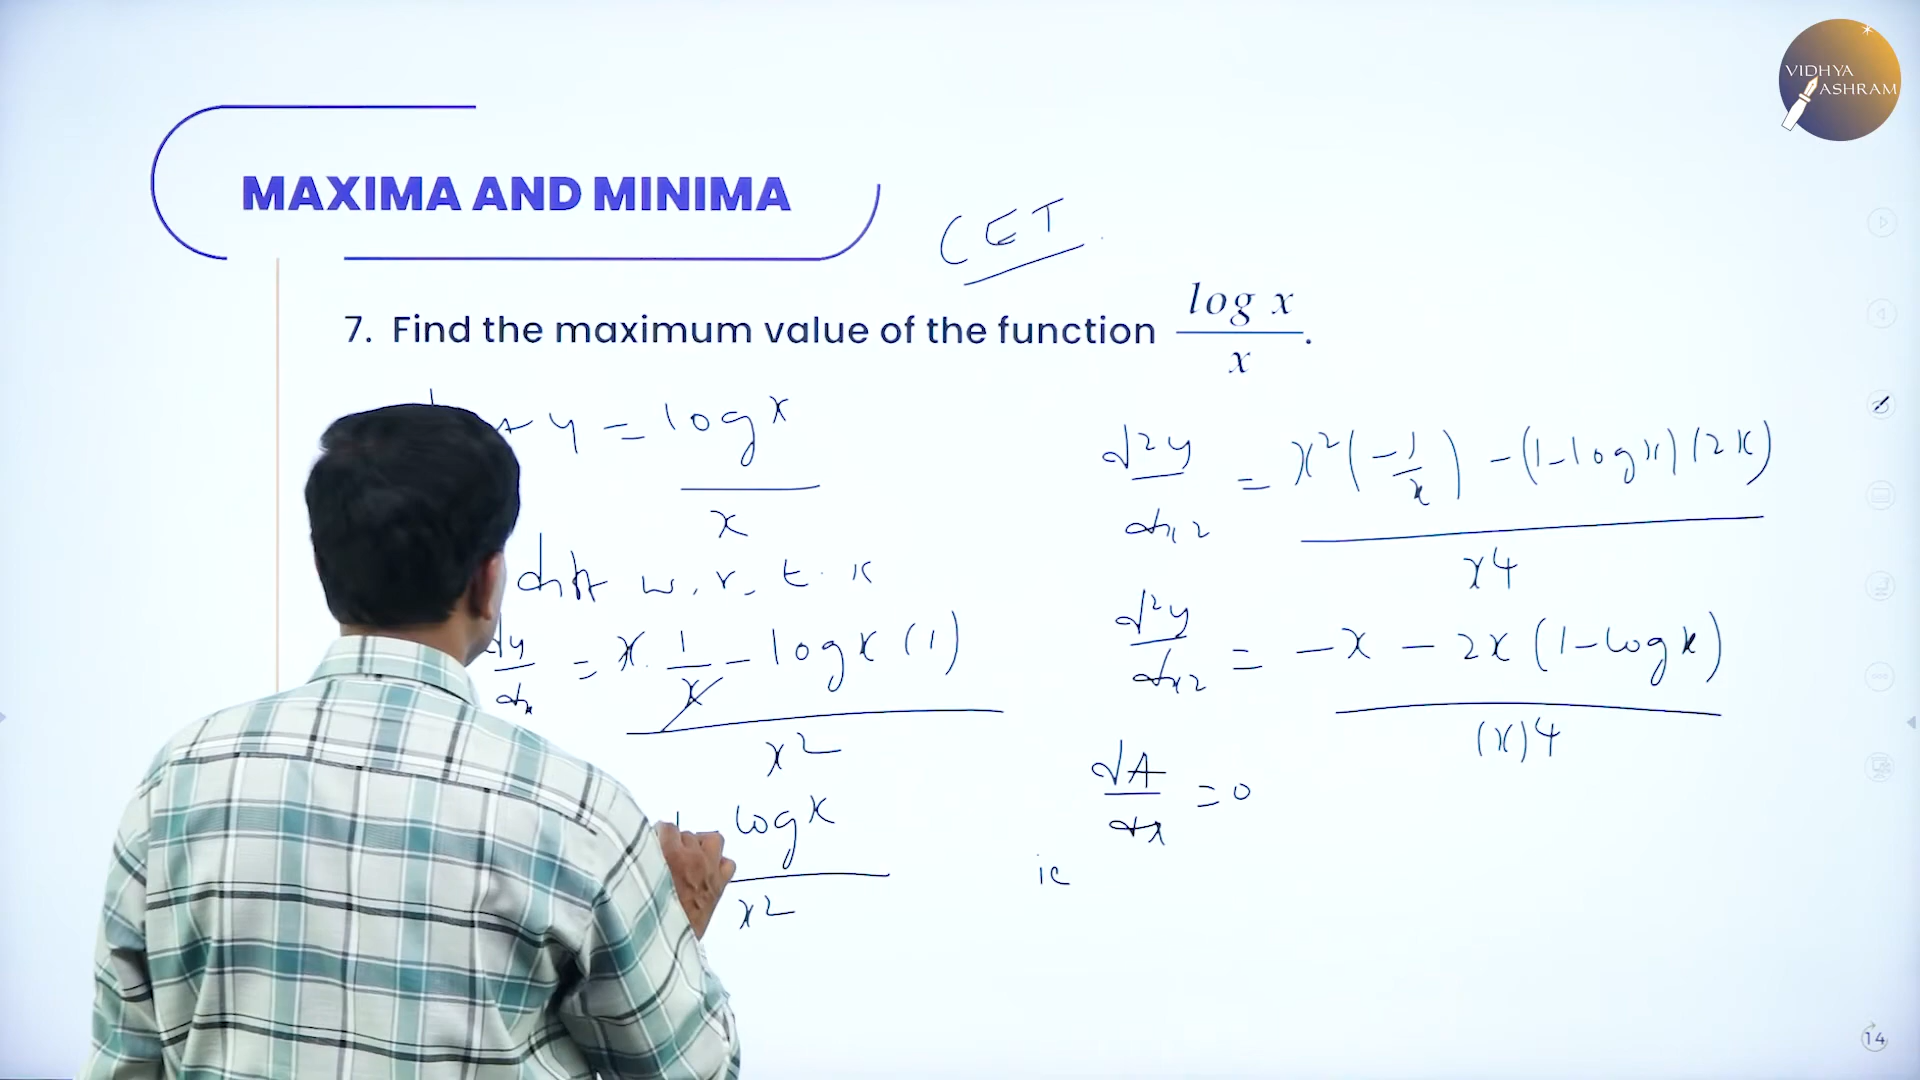 VIDHYA
ASHRAM
MAXIMA AND MINIMA
CET
7. Find the maximum value of the function log x / x.
y = log x / x
diff w.r.t. x
dy/dx = x. 1/x - log x (1) / x2
log x / x2
d2y/dx2 = x2(-1/x) - (1-log x) (2x) / x4
d2y/dx2 = -x - 2x (1-log x) / (x)4
dA/dx = 0
ie
14